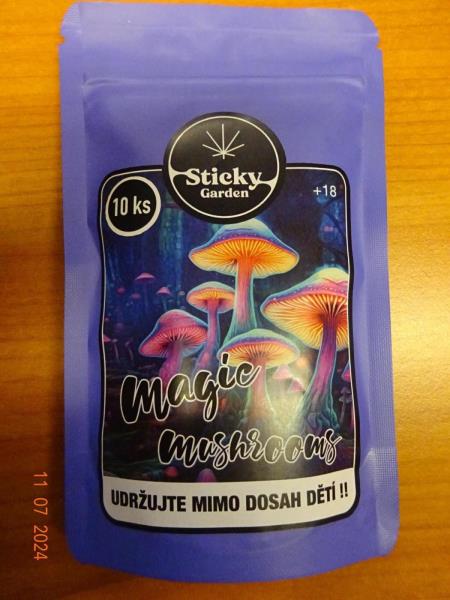 Sticky
Garden
10 ks
+18
Magic
mushrooms
UDRŽUJTE MIMO DOSAH DĚTÍ !!
11 07 2024